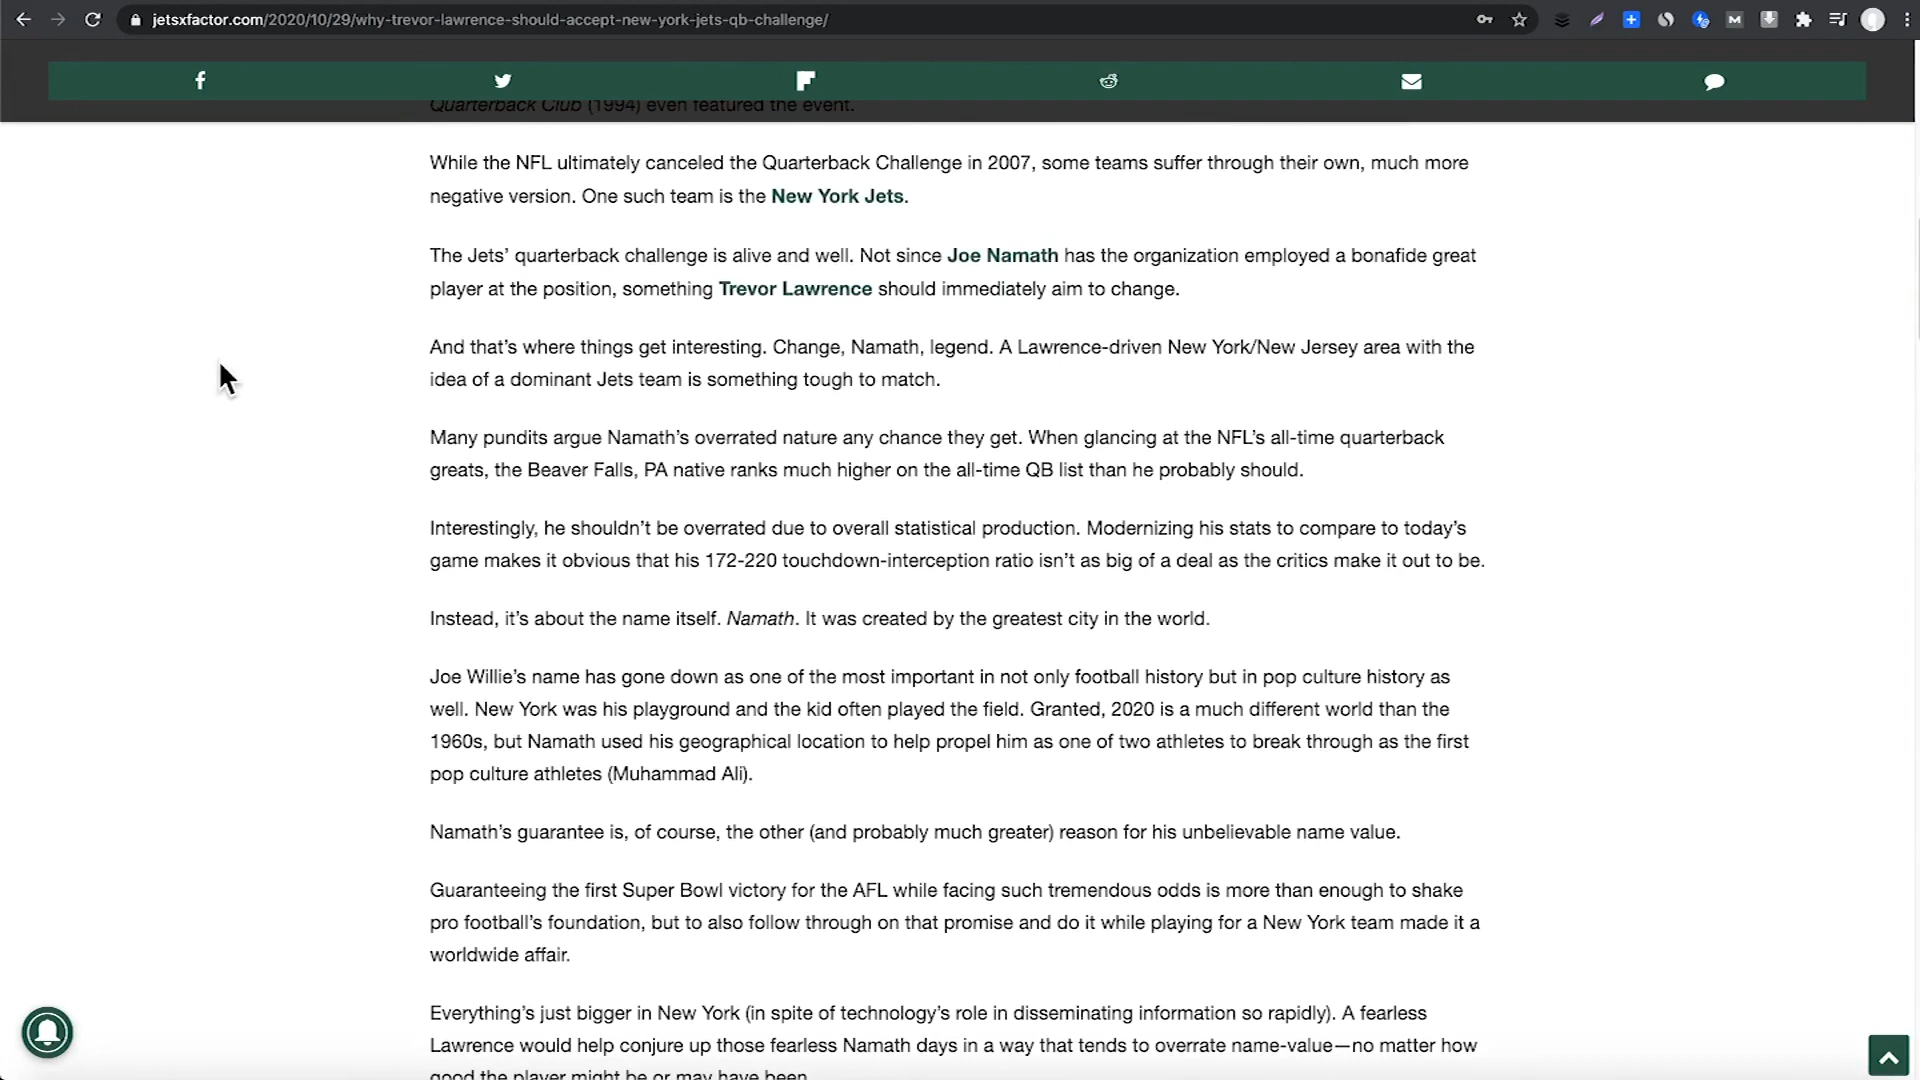 jetsxfactor.com/2020/10/29/why-trevor-lawrence-should-accept-new-york-jets-qb-challenge/
Quarterback Club (1994) even featured the event.
While the NFL ultimately canceled the Quarterback Challenge in 2007, some teams suffer through their own, much more
negative version. One such team is the New York Jets.
The Jets’ quarterback challenge is alive and well. Not since Joe Namath has the organization employed a bonafide great
player at the position, something Trevor Lawrence should immediately aim to change.
And that’s where things get interesting. Change, Namath, legend. A Lawrence-driven New York/New Jersey area with the
idea of a dominant Jets team is something tough to match.
Many pundits argue Namath’s overrated nature any chance they get. When glancing at the NFL’s all-time quarterback
greats, the Beaver Falls, PA native ranks much higher on the all-time QB list than he probably should.
Interestingly, he shouldn’t be overrated due to overall statistical production. Modernizing his stats to compare to today’s
game makes it obvious that his 172-220 touchdown-interception ratio isn’t as big of a deal as the critics make it out to be.
Instead, it’s about the name itself. Namath. It was created by the greatest city in the world.
Joe Willie’s name has gone down as one of the most important in not only football history but in pop culture history as
well. New York was his playground and the kid often played the field. Granted, 2020 is a much different world than the
1960s, but Namath used his geographical location to help propel him as one of two athletes to break through as the first
pop culture athletes (Muhammad Ali).
Namath’s guarantee is, of course, the other (and probably much greater) reason for his unbelievable name value.
Guaranteeing the first Super Bowl victory for the AFL while facing such tremendous odds is more than enough to shake
pro football’s foundation, but to also follow through on that promise and do it while playing for a New York team made it a
worldwide affair.
Everything’s just bigger in New York (in spite of technology’s role in disseminating information so rapidly). A fearless
Lawrence would help conjure up those fearless Namath days in a way that tends to overrate name-value—no matter how
good the player might be or may have been